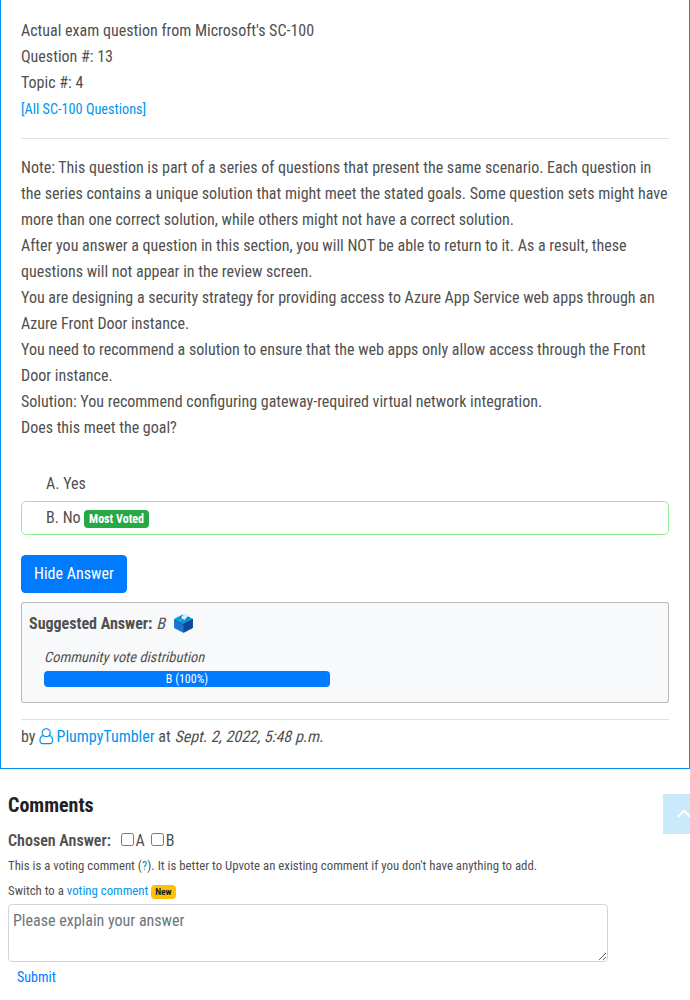 Actual exam question from Microsoft's SC-100
Question #: 13
Topic #: 4
[All SC-100 Questions]
Note: This question is part of a series of questions that present the same scenario. Each question in
the series contains a unique solution that might meet the stated goals. Some question sets might have
more than one correct solution, while others might not have a correct solution.
After you answer a question in this section, you will NOT be able to return to it. As a result, these
questions will not appear in the review screen.
You are designing a security strategy for providing access to Azure App Service web apps through an
Azure Front Door instance.
You need to recommend a solution to ensure that the web apps only allow access through the Front
Door instance.
Solution: You recommend configuring gateway-required virtual network integration.
Does this meet the goal?
A. Yes
B. No Most Voted
Hide Answer
Suggested Answer: B
Community vote distribution
B (100%)
by PlumpyTumbler at Sept. 2, 2022, 5:48 p.m.
Comments
Chosen Answer: A B
This is a voting comment (?). It is better to Upvote an existing comment if you don't have anything to add.
Switch to a voting comment New
Please explain your answer
Submit